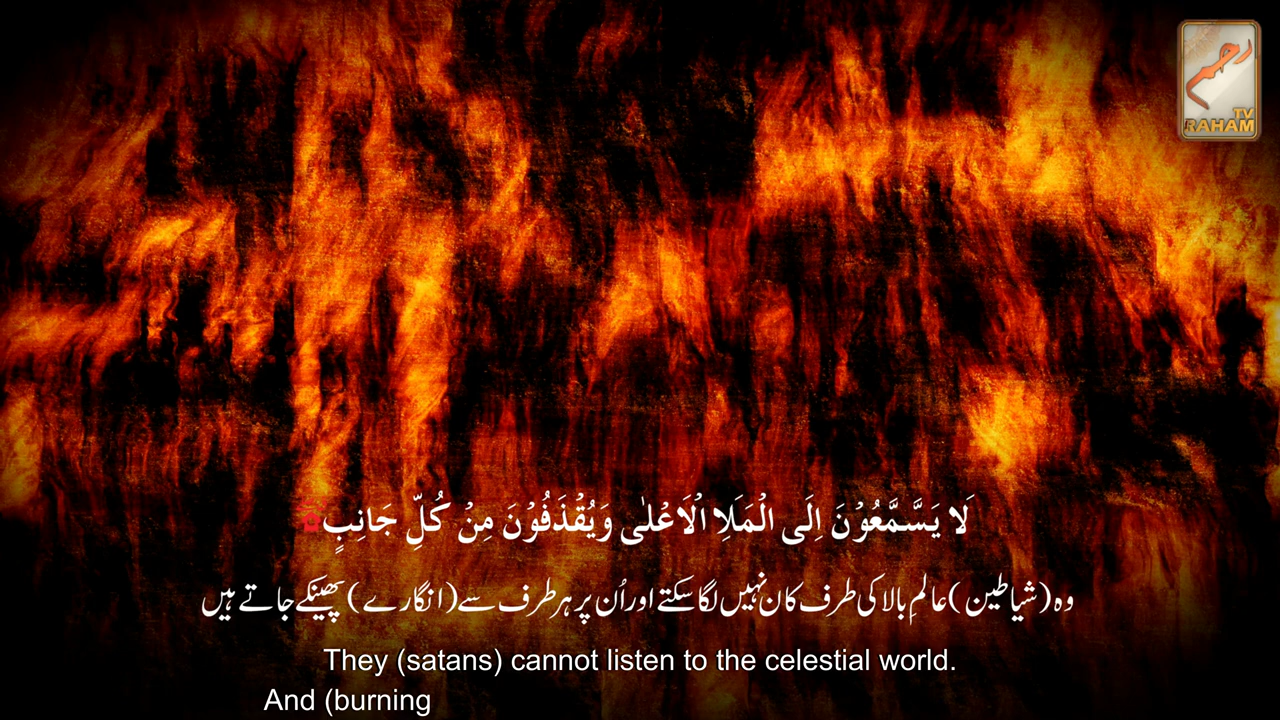 رحم
TV
RAHAM
لَا يَسَّمَّعُوْنَ اِلَى الْمَلَاِ الْاَعْلٰى وَيُقْذَفُوْنَ مِنْ كُلِّ جَانِبٍ
وہ (شیاطین) عالمِ بالا کی طرف کان نہیں لگا سکتے اور اُن پر ہر طرف سے (انگارے) پھینکے جاتے ہیں
They (satans) cannot listen to the celestial world.
And (burning